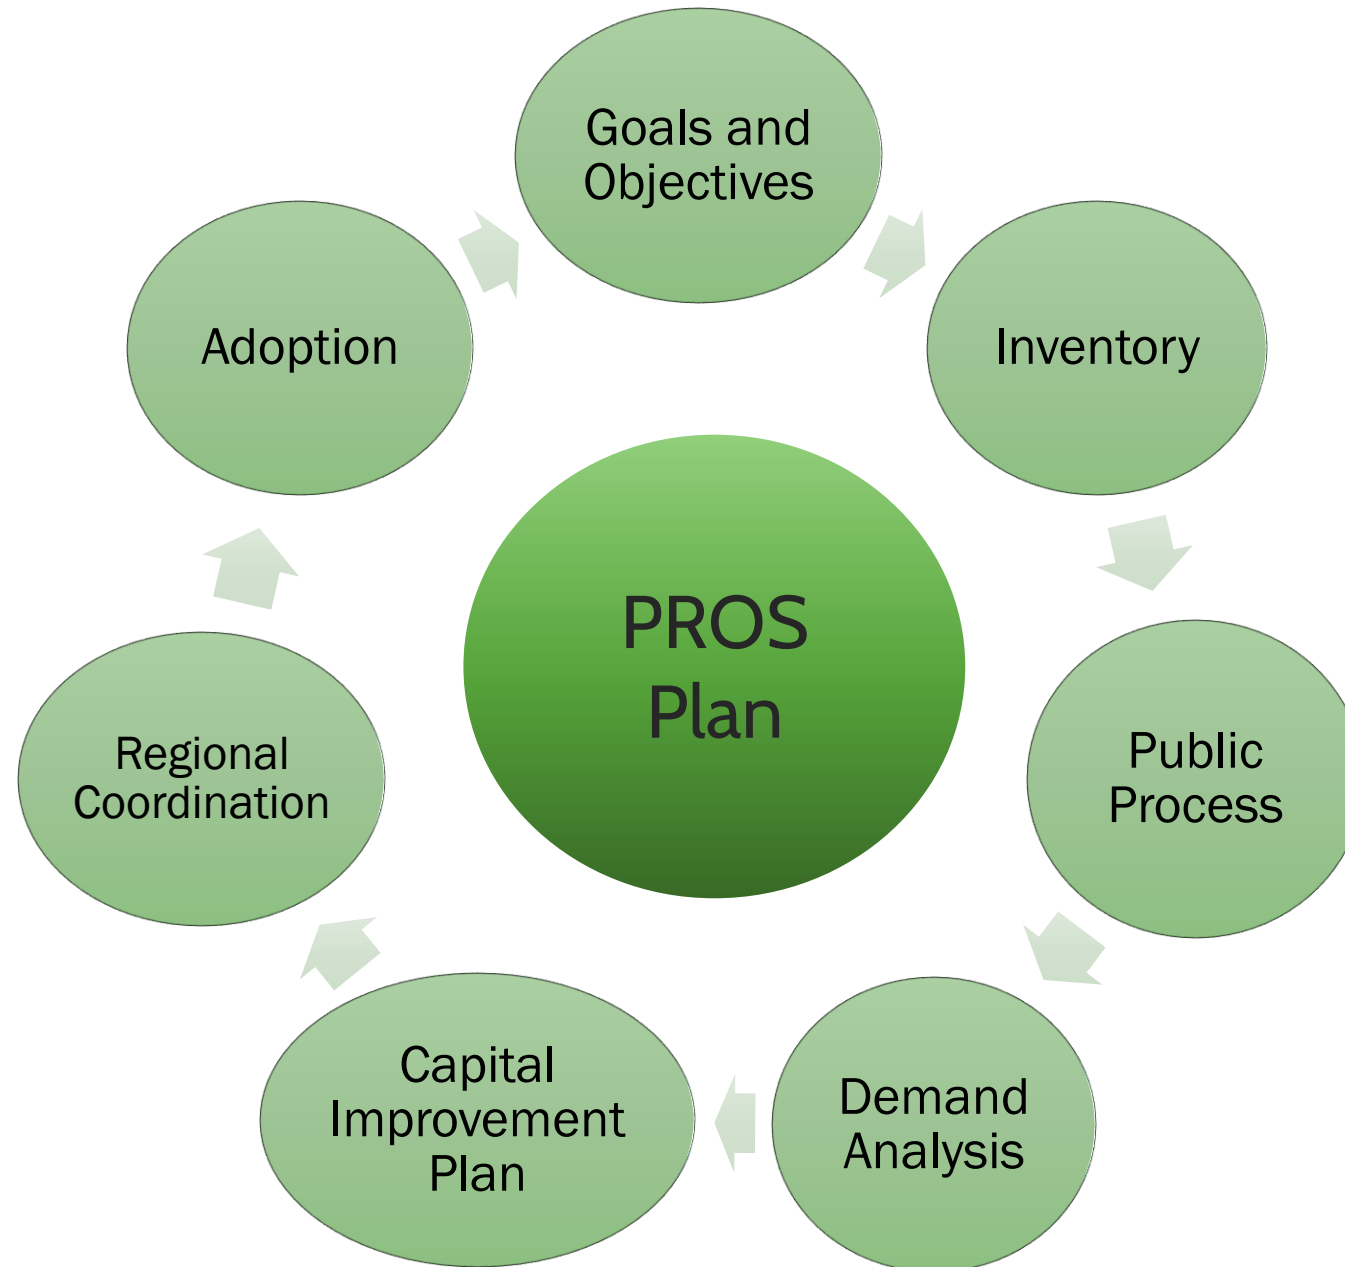 Goals and
Objectives
Inventory
Public
Process
Demand
Analysis
Capital
Improvement
Plan
Regional
Coordination
Adoption
PROS
Plan